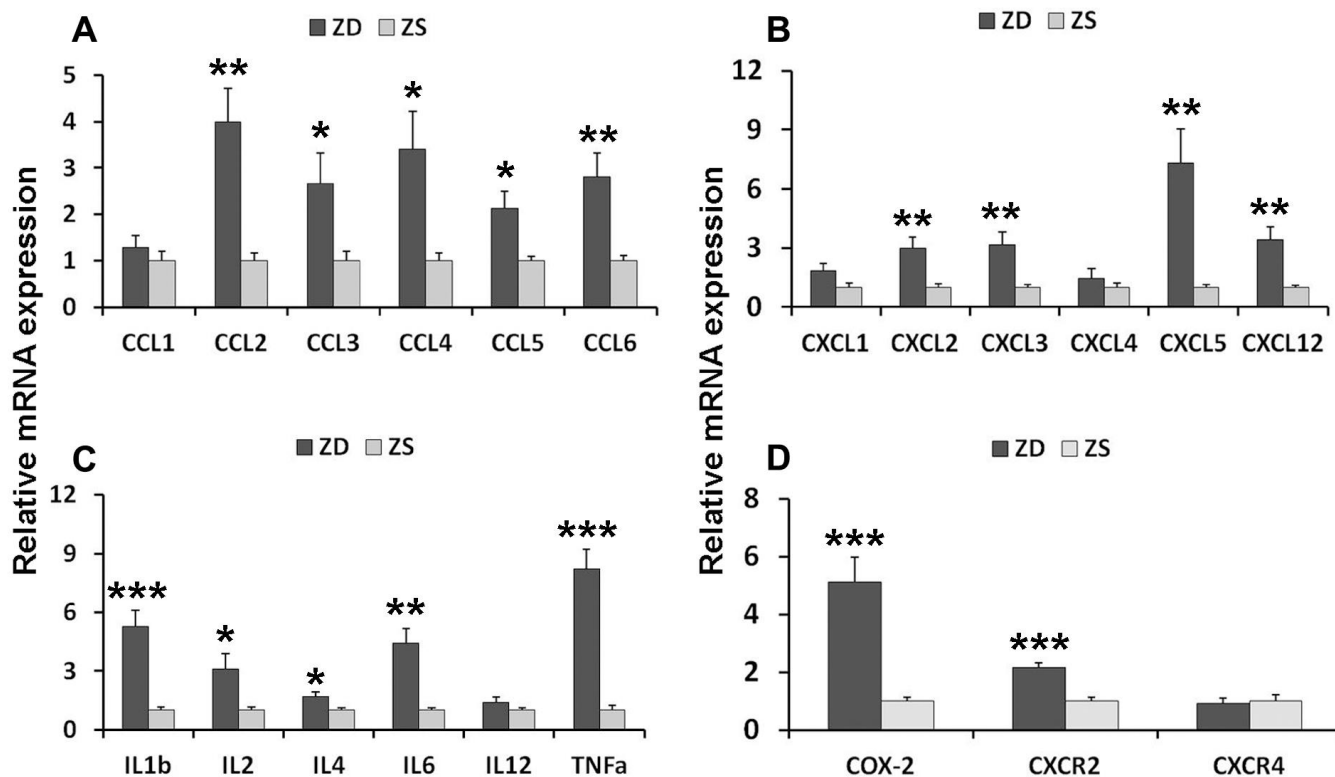 A
ZD ZS
Relative mRNA expression
5
4
3
2
1
0
** * * * **
CCL1 CCL2 CCL3 CCL4 CCL5 CCL6
B
ZD ZS
Relative mRNA expression
12
9
6
3
0
** ** ** **
CXCL1 CXCL2 CXCL3 CXCL4 CXCL5 CXCL12
C
ZD ZS
12
9
6
3
0
*** * * ** ***
IL1b IL2 IL4 IL6 IL12 TNFa
D
ZD ZS
8
6
4
2
0
*** ***
COX-2 CXCR2 CXCR4